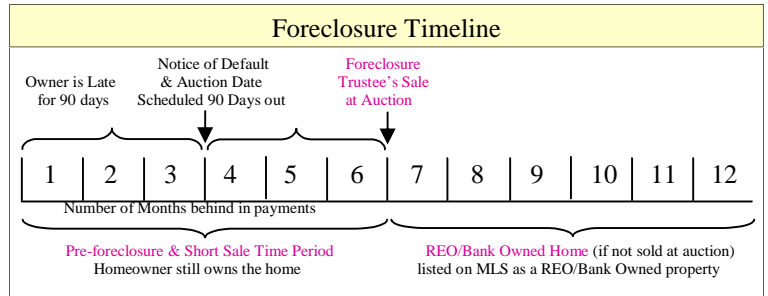 Foreclosure Timeline
Owner is Late
for 90 days
Notice of Default
& Auction Date
Scheduled 90 Days out
Foreclosure
Trustee's Sale
at Auction
1 2 3 4 5 6 7 8 9 10 11 12
Number of Months behind in payments
Pre-foreclosure & Short Sale Time Period
Homeowner still owns the home
REO/Bank Owned Home (if not sold at auction)
listed on MLS as a REO/Bank Owned property